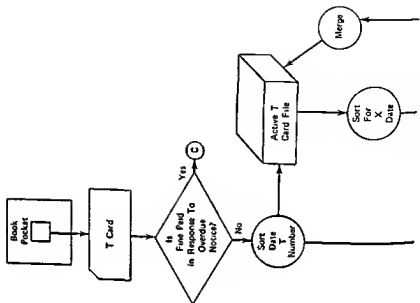 Book
Pocket
T Card
Is
Fine Paid
In Response To
Overdue
Notice?
Yes
C
No
Sort
Date
T
Number
Active T
Card File
Merge
Sort
For
X
Date